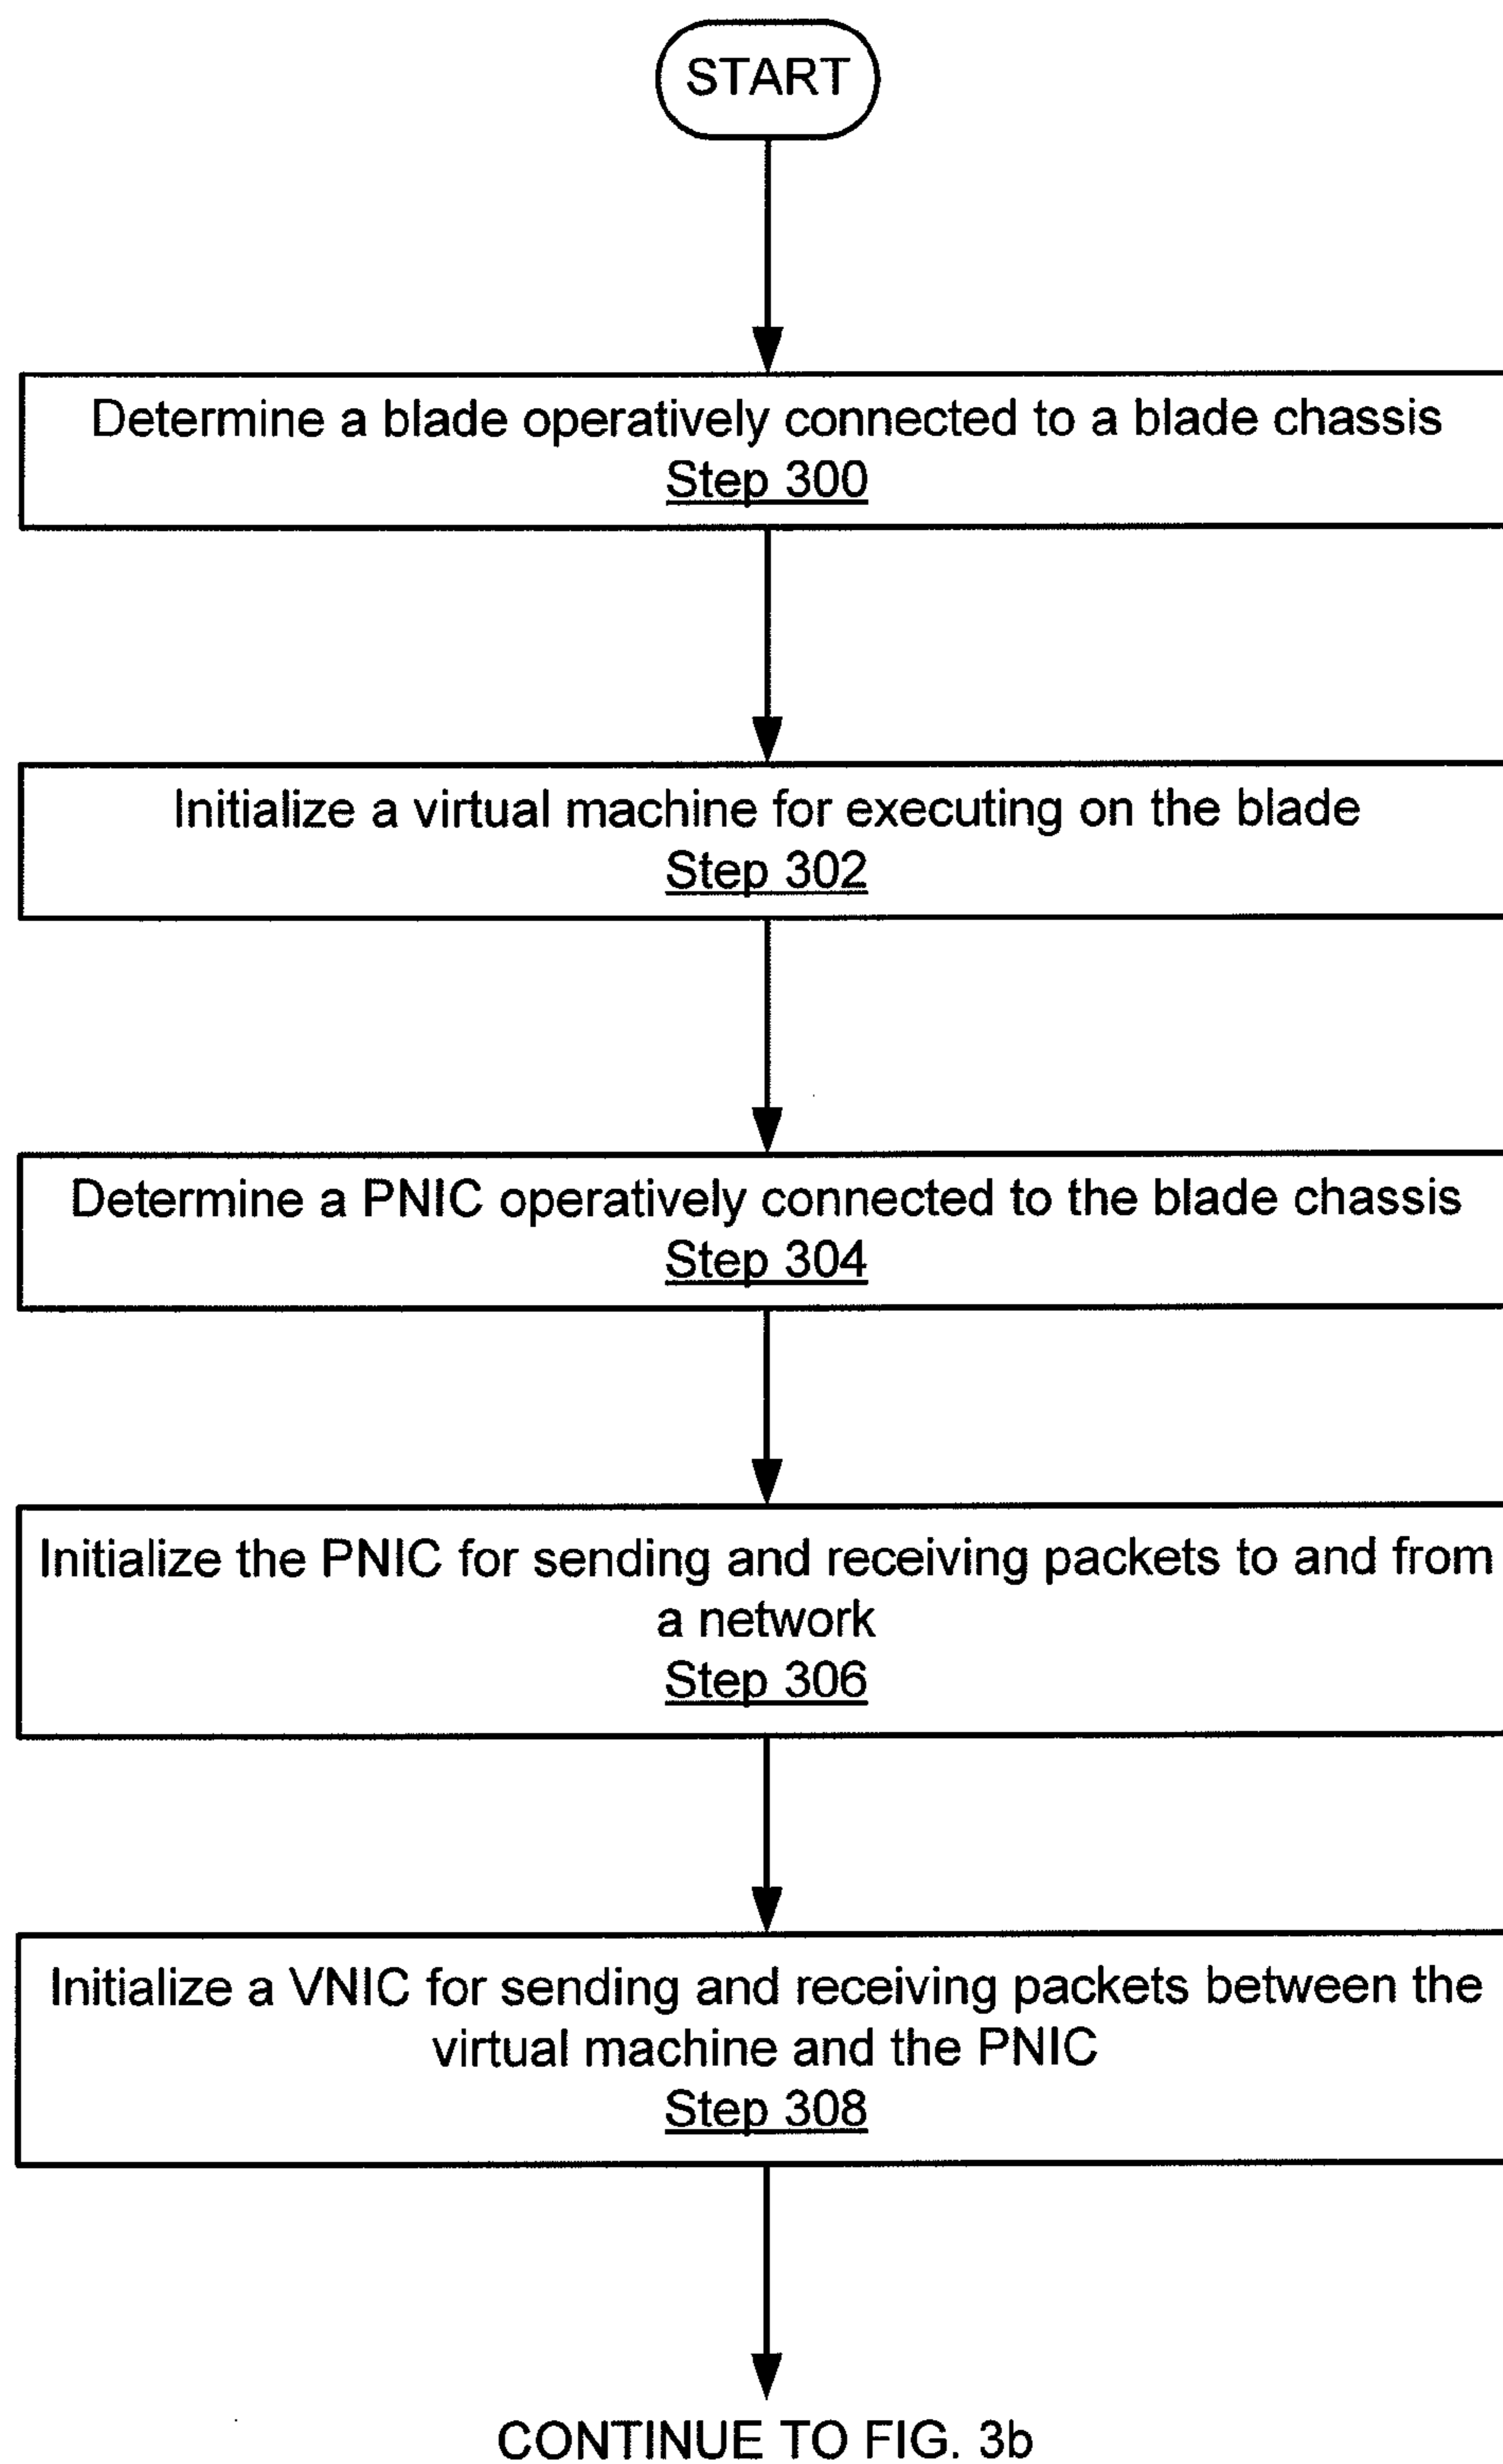 START
Determine a blade operatively connected to a blade chassis
Step 300
Initialize a virtual machine for executing on the blade
Step 302
Determine a PNIC operatively connected to the blade chassis
Step 304
Initialize the PNIC for sending and receiving packets to and from
a network
Step 306
Initialize a VNIC for sending and receiving packets between the
virtual machine and the PNIC
Step 308
CONTINUE TO FIG. 3b